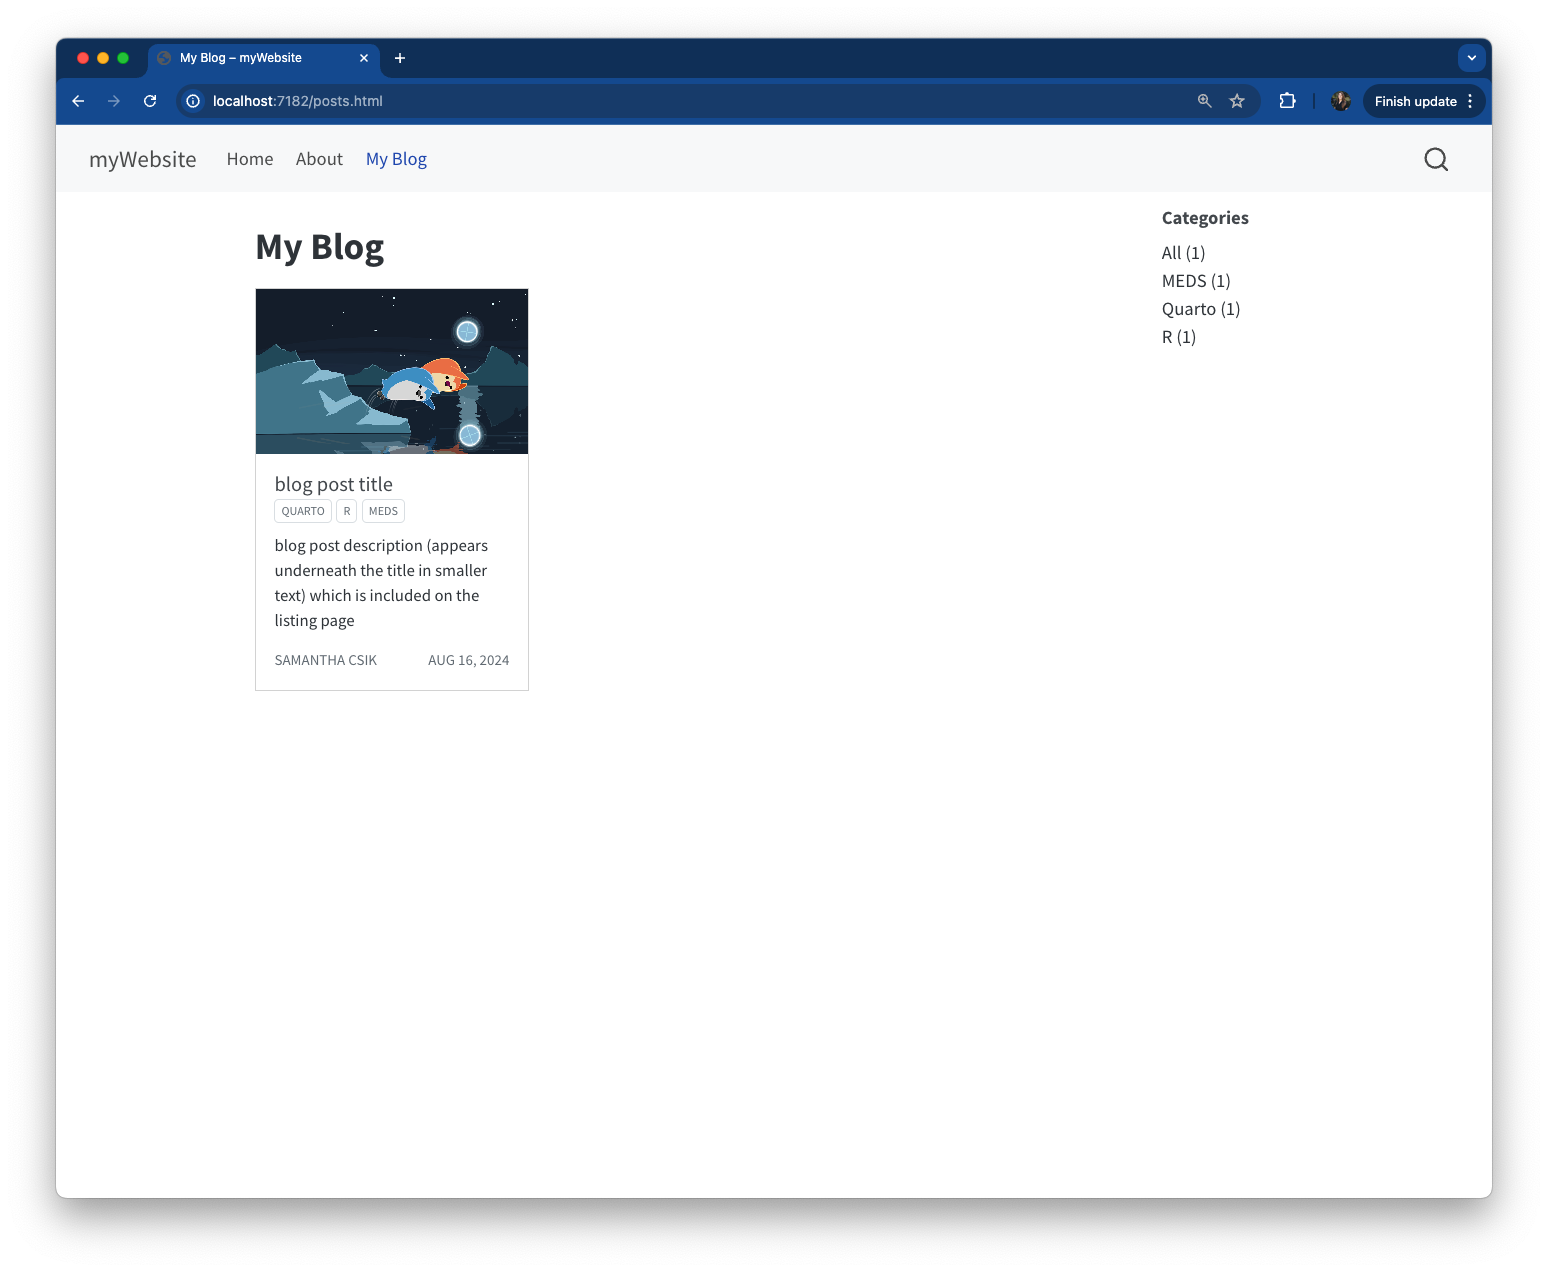 My Blog – myWebsite
localhost:7182/posts.html
Finish update
myWebsite Home About My Blog
Categories
All (1)
MEDS (1)
Quarto (1)
R (1)
My Blog
blog post title
QUARTO R MEDS
blog post description (appears
underneath the title in smaller
text) which is included on the
listing page
SAMANTHA CSIK AUG 16, 2024